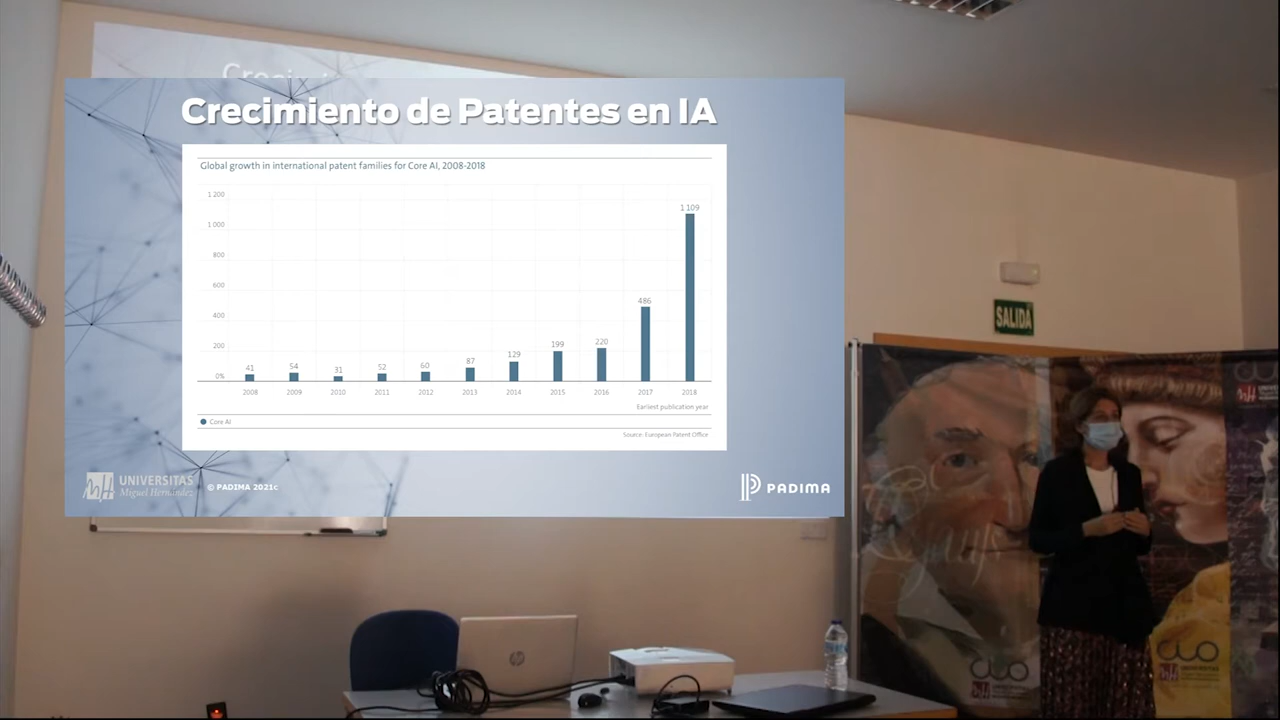 Crecimiento de Patentes en IA
Global growth in international patent families for Core AI, 2008-2018
1 200
1 000
800
600
400
200
0%
41
54
31
52
60
87
129
199
220
486
1 109
2008
2009
2010
2011
2012
2013
2014
2015
2016
2017
2018
Earliest publication year
Core AI
Source: European Patent Office
UNIVERSITAS
Miguel Hernández
© PADIMA 2021c
PADIMA
SALIDA
hp